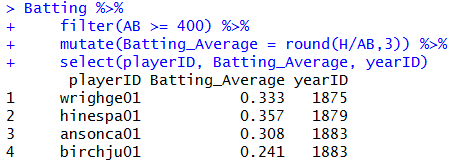 > Batting %>%
+     filter(AB >= 400) %>%
+     mutate(Batting_Average = round(H/AB,3)) %>%
+     select(playerID, Batting_Average, yearID)
       playerID Batting_Average yearID
1     wrighge01           0.333   1875
2     hinespa01           0.357   1879
3     ansonca01           0.308   1883
4     birchju01           0.241   1883